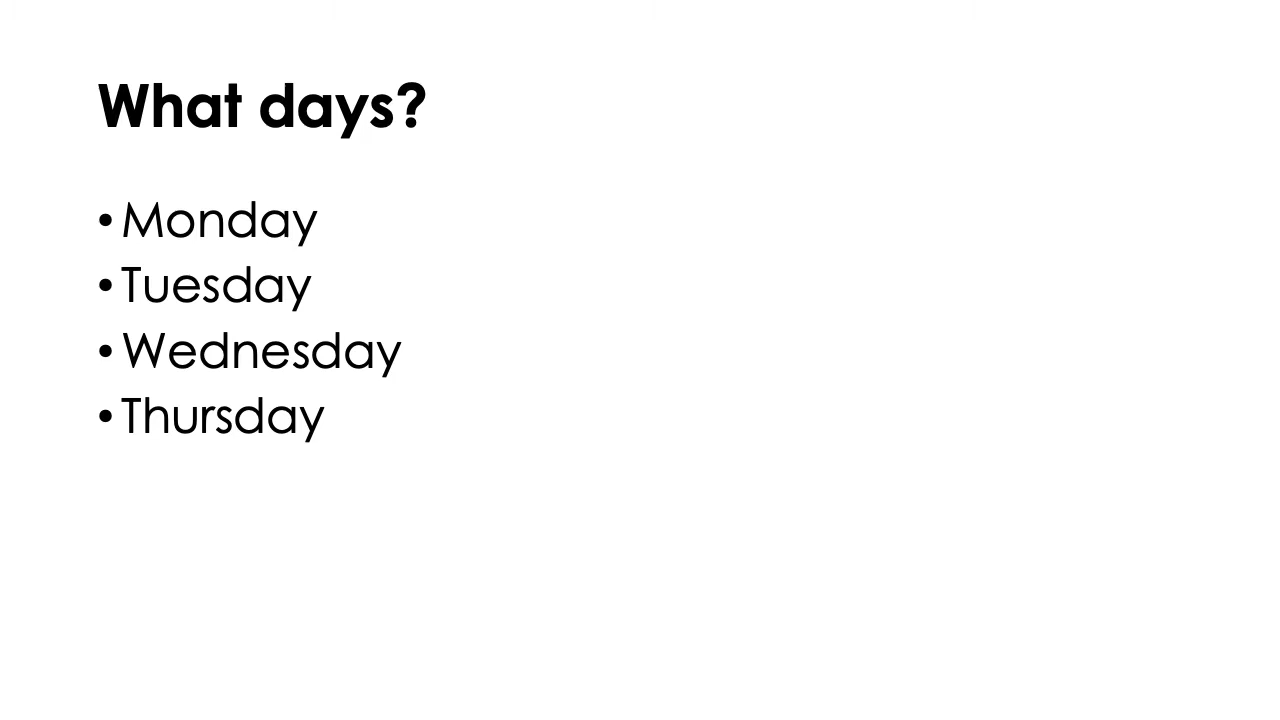 What days?
• Monday
• Tuesday
• Wednesday
• Thursday